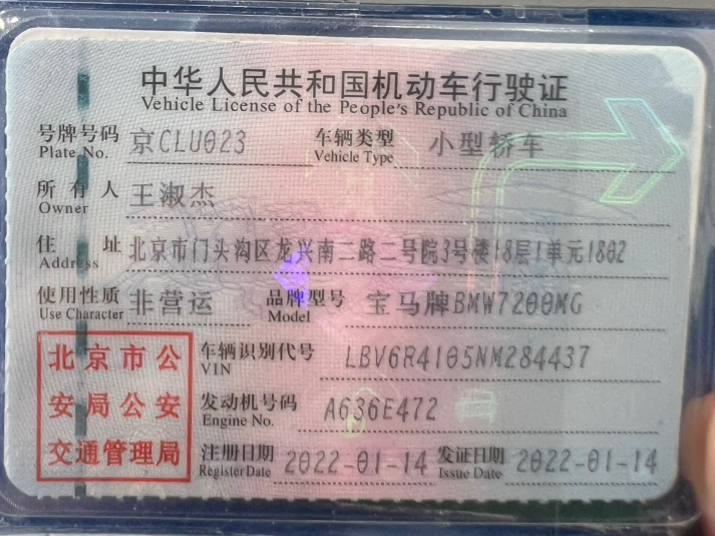 中华人民共和国机动车行驶证
Vehicle License of the People's Republic of China
号牌号码 京CLU023 车辆类型 小型轿车
Plate No. Vehicle Type
所有人 王淑杰
Owner
住址 北京市门头沟区龙兴南二路二号院3号楼18层1单元1802
Address
使用性质 非营运 品牌型号 宝马牌BMW7200MG
Use Character Model
北京市公 车辆识别代号 LBV6R4105NM284437
VIN
安局公安 发动机号码 A636E472
Engine No.
交通管理局 注册日期 2022-01-14 发证日期 2022-01-14
Register Date Issue Date